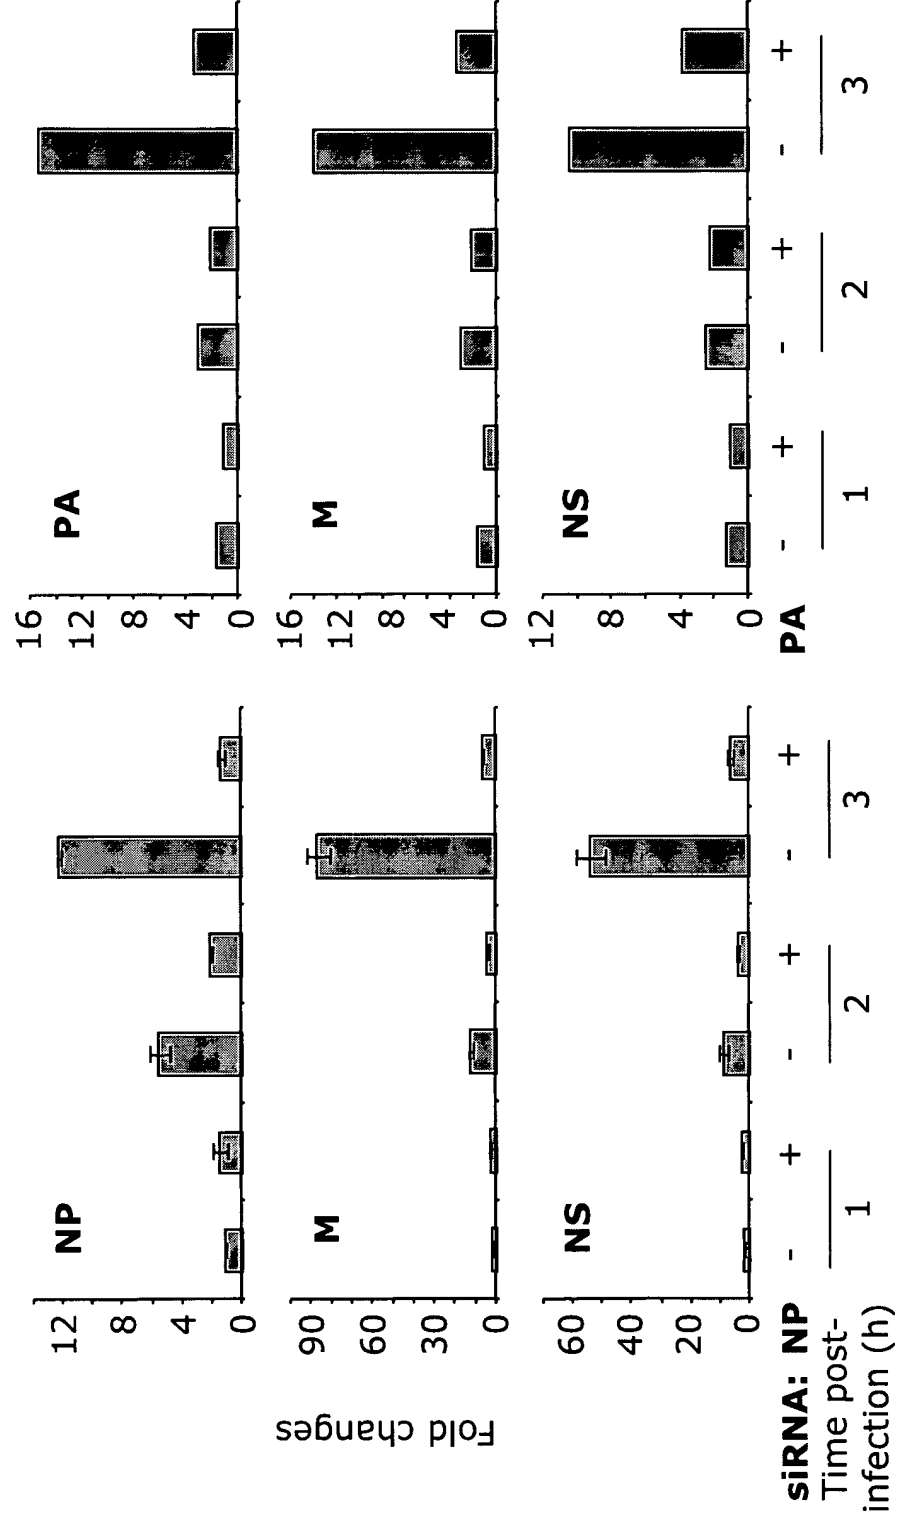 NP
12
8
4
0
M
90
60
30
0
NS
60
40
20
0
Fold changes
siRNA: NP - + - + - + 
Time post-
infection (h) 1 2 3
PA
16
12
8
4
0
M
16
12
8
4
0
NS
12
8
4
0
PA - + - + - +
1 2 3